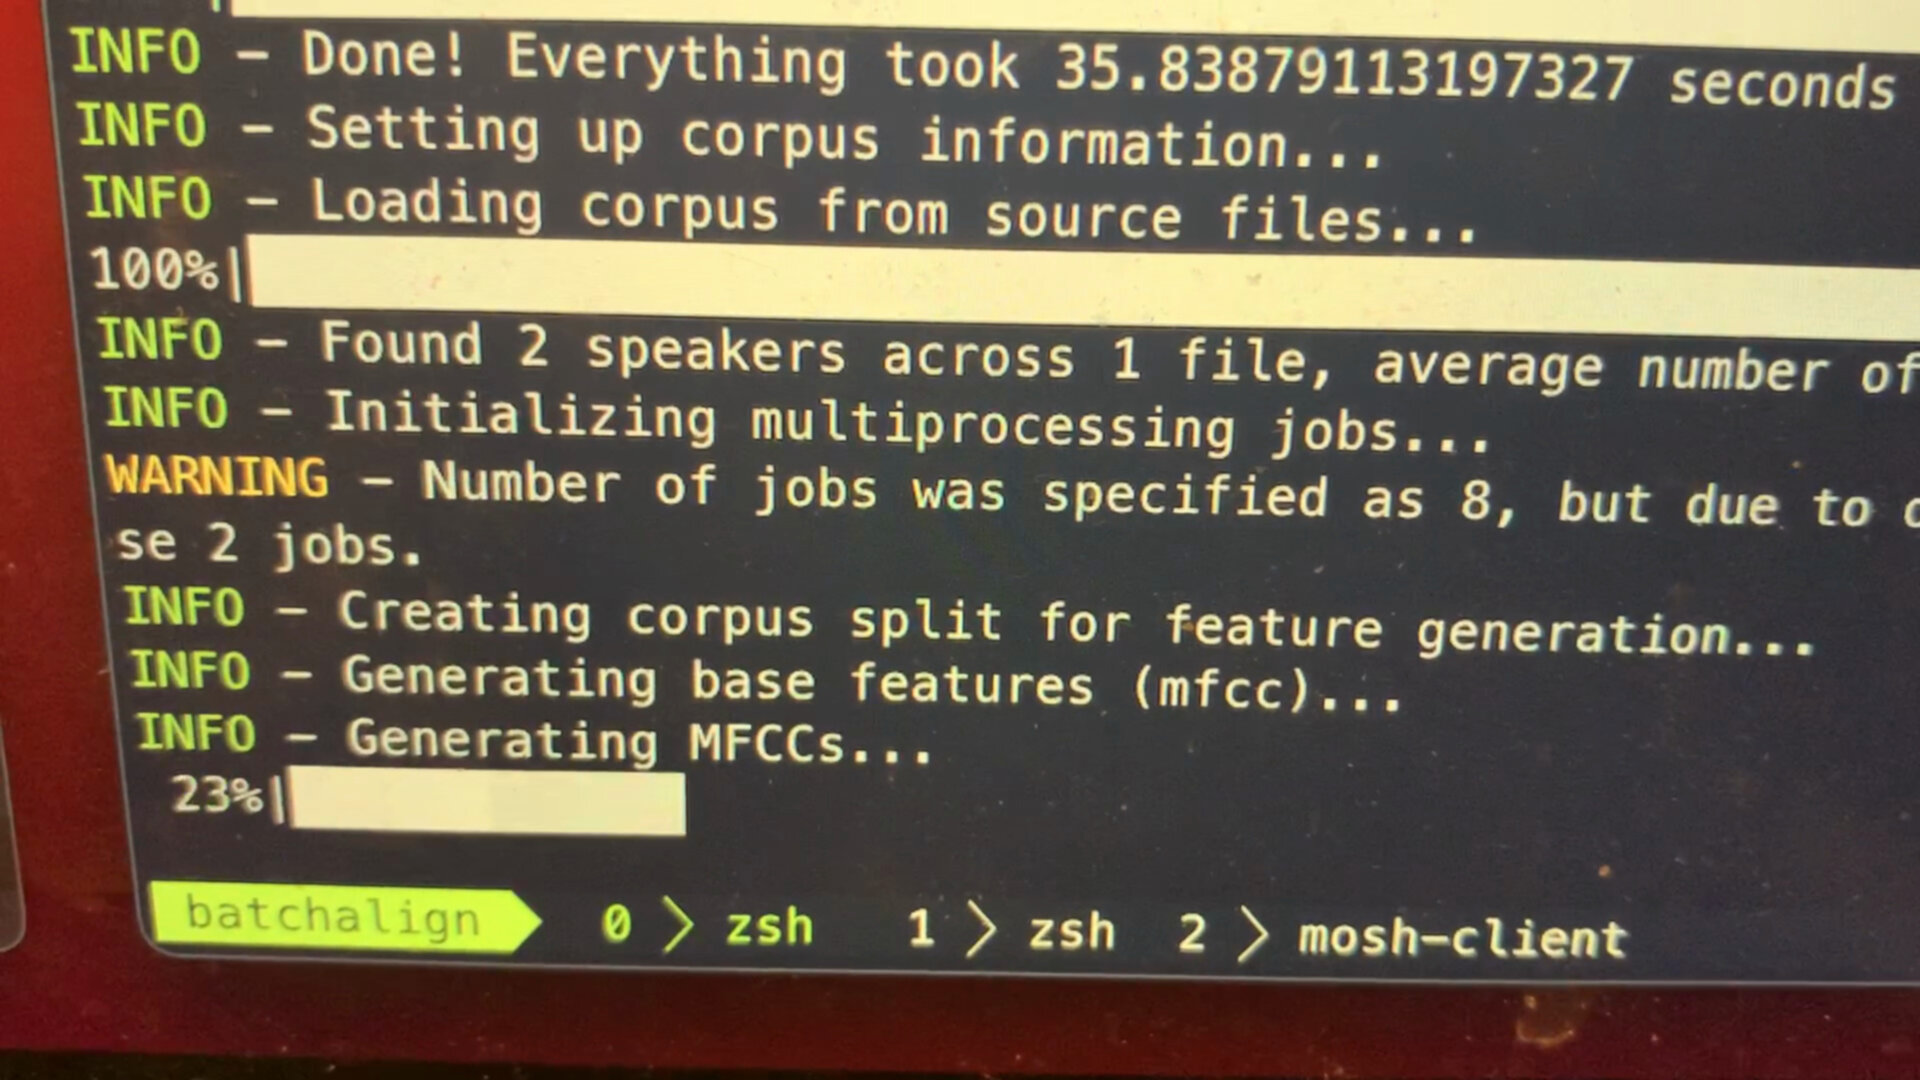 INFO – Done! Everything took 35.83879113197327 seconds
INFO – Setting up corpus information...
INFO – Loading corpus from source files...
100%|
INFO – Found 2 speakers across 1 file, average number of
INFO – Initializing multiprocessing jobs...
WARNING – Number of jobs was specified as 8, but due to
se 2 jobs.
INFO – Creating corpus split for feature generation...
INFO – Generating base features (mfcc)...
INFO – Generating MFCCs...
23%|
batchalign 0 > zsh 1 > zsh 2 > mosh-client